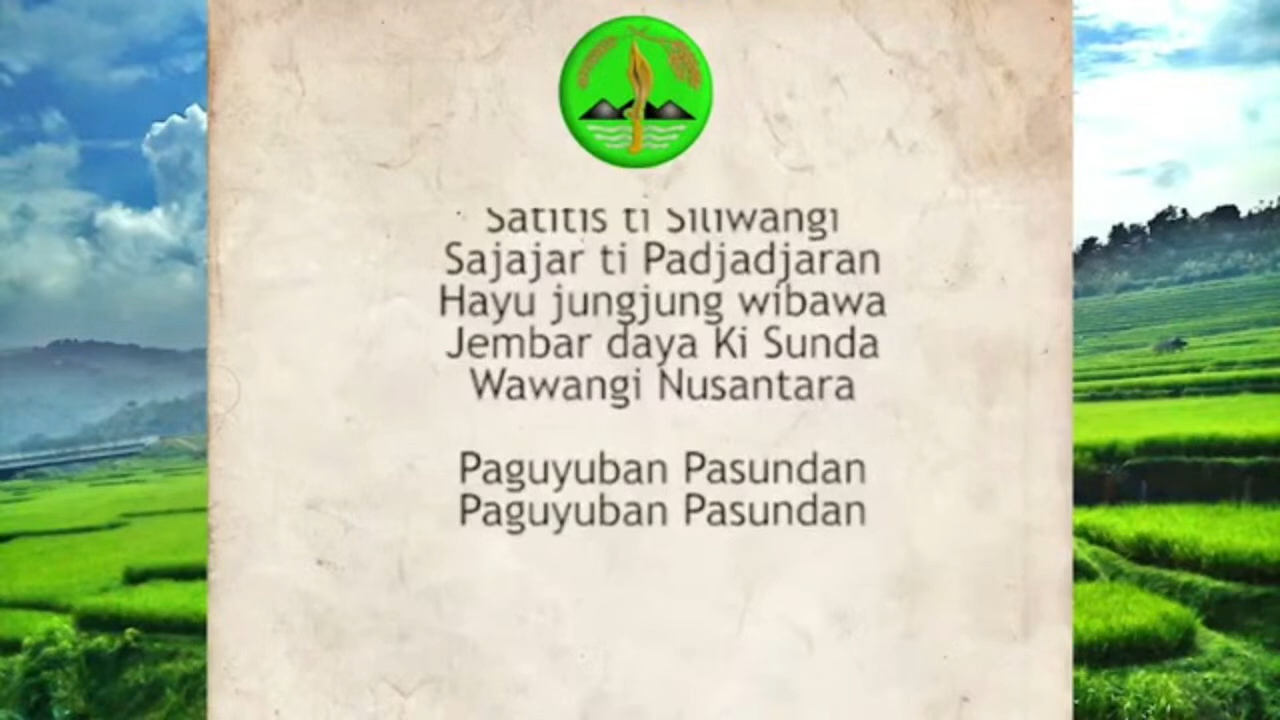 Satitis ti Siliwangi
Sajajar ti Padjadjaran
Hayu jungjung wibawa
Jembar daya Ki Sunda
Wawangi Nusantara
Paguyuban Pasundan
Paguyuban Pasundan